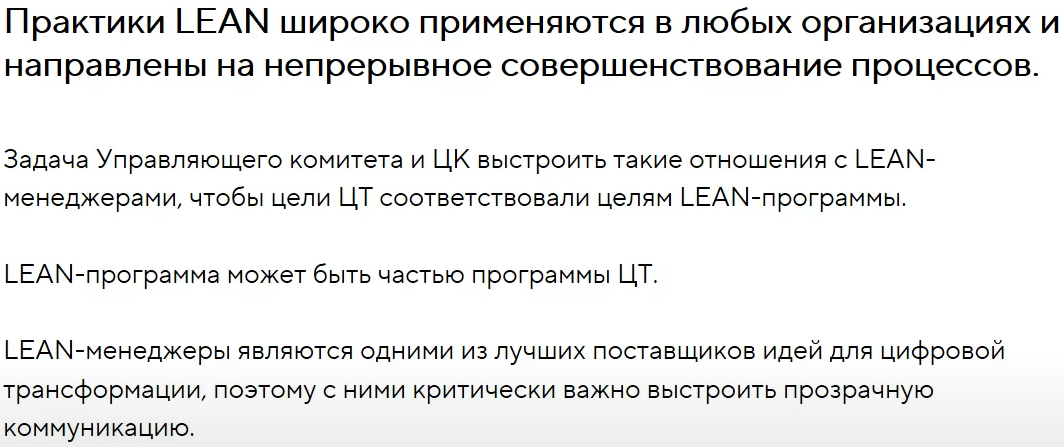 Практики LEAN широко применяются в любых организациях и
направлены на непрерывное совершенствование процессов.
Задача Управляющего комитета и ЦК выстроить такие отношения с LEAN-
менеджерами, чтобы цели ЦТ соответствовали целям LEAN-программы.
LEAN-программа может быть частью программы ЦТ.
LEAN-менеджеры являются одними из лучших поставщиков идей для цифровой
трансформации, поэтому с ними критически важно выстроить прозрачную
коммуникацию.